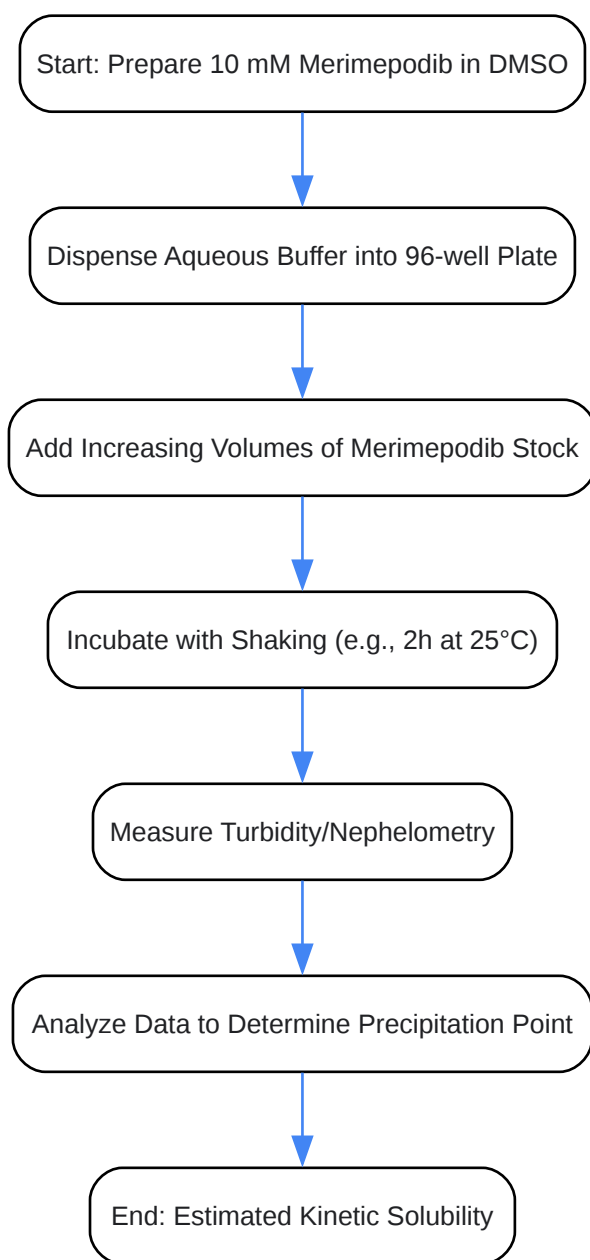 Start: Prepare 10 mM Merimepodib in DMSO
Dispense Aqueous Buffer into 96-well Plate
Add Increasing Volumes of Merimepodib Stock
Incubate with Shaking (e.g., 2h at 25°C)
Measure Turbidity/Nephelometry
Analyze Data to Determine Precipitation Point
End: Estimated Kinetic Solubility